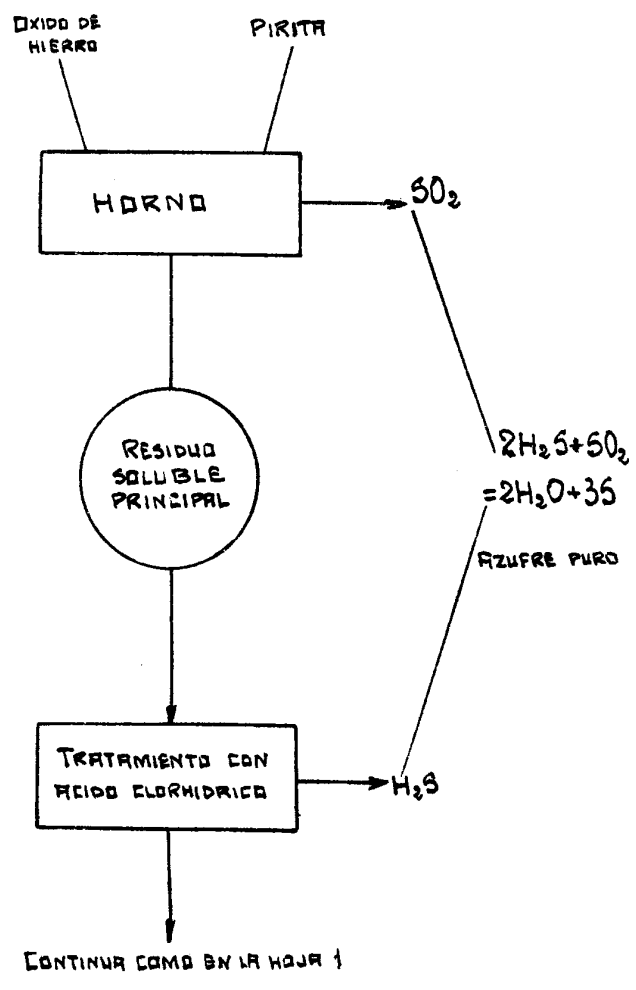 OXIDO DE
HIERRO
PIRITA
HORNO
SO₂
RESIDUO
SOLUBLE
PRINCIPAL
2H₂S+SO₂
=2H₂O+3S
AZUFRE PURO
TRATAMIENTO CON
ACIDO CLORHIDRICO
H₂S
CONTINUA COMO EN LA HOJA 1